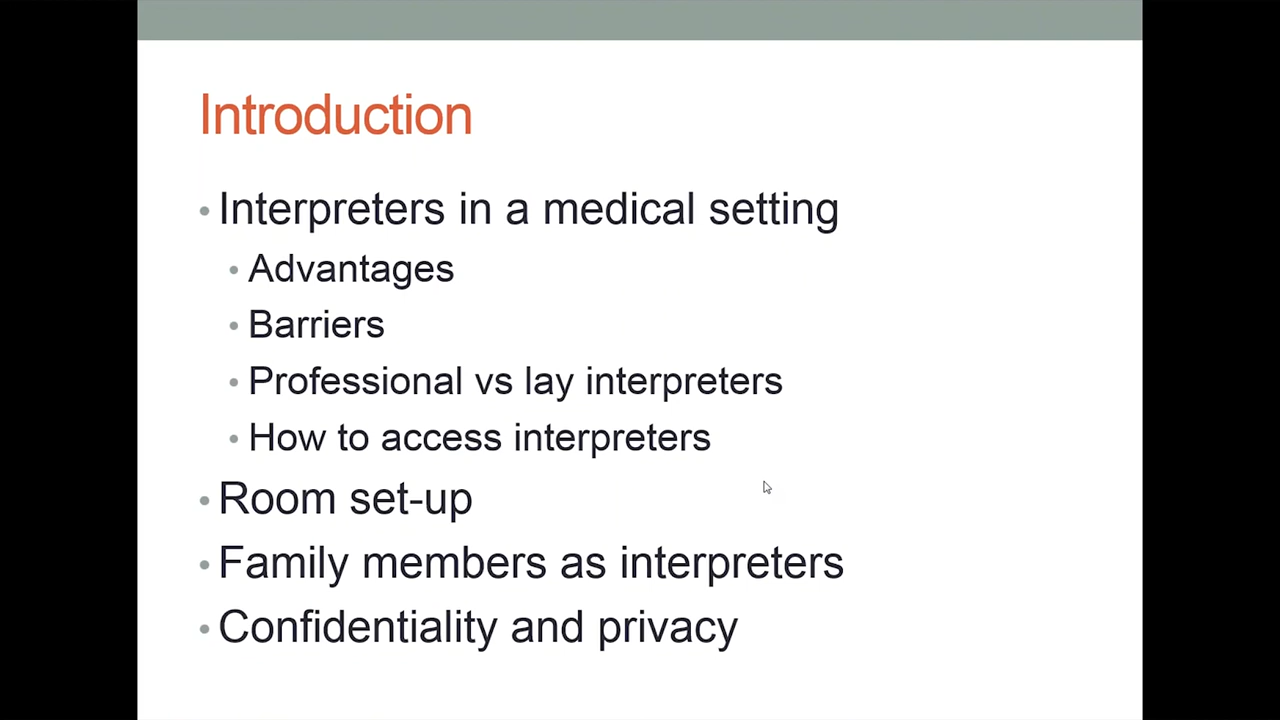 Introduction
• Interpreters in a medical setting
• Advantages
• Barriers
• Professional vs lay interpreters
• How to access interpreters
• Room set-up
• Family members as interpreters
• Confidentiality and privacy